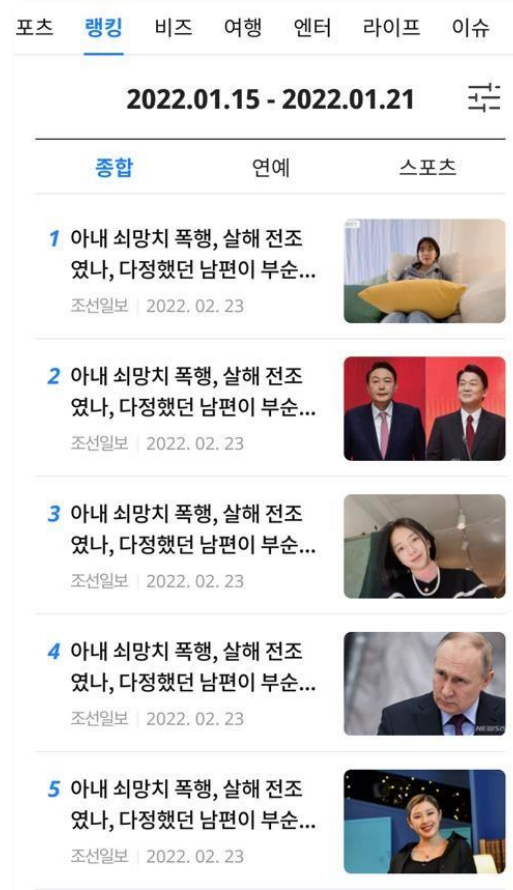 포츠 랭킹 비즈 여행 엔터 라이프 이슈
2022.01.15 - 2022.01.21
종합 연예 스포츠
1 아내 쇠망치 폭행, 살해 전조
였나, 다정했던 남편이 부순...
조선일보 | 2022. 02. 23
2 아내 쇠망치 폭행, 살해 전조
였나, 다정했던 남편이 부순...
조선일보 | 2022. 02. 23
3 아내 쇠망치 폭행, 살해 전조
였나, 다정했던 남편이 부순...
조선일보 | 2022. 02. 23
4 아내 쇠망치 폭행, 살해 전조
였나, 다정했던 남편이 부순...
조선일보 | 2022. 02. 23
NEWSIS
5 아내 쇠망치 폭행, 살해 전조
였나, 다정했던 남편이 부순...
조선일보 | 2022. 02. 23